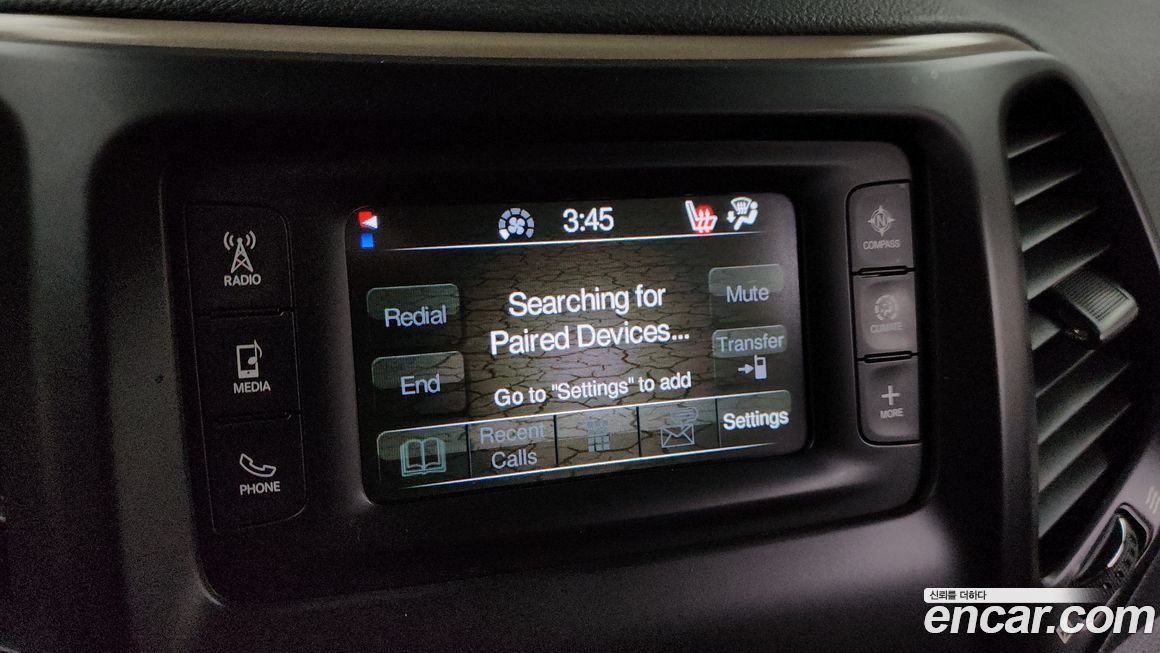 3:45
RADIO
MEDIA
PHONE
Redial
End
Searching for
Paired Devices...
Go to "Settings" to add
Mute
Transfer
Recent
Calls
Settings
N
COMPASS
CLIMATE
MORE
신뢰를 더하다
encar.com